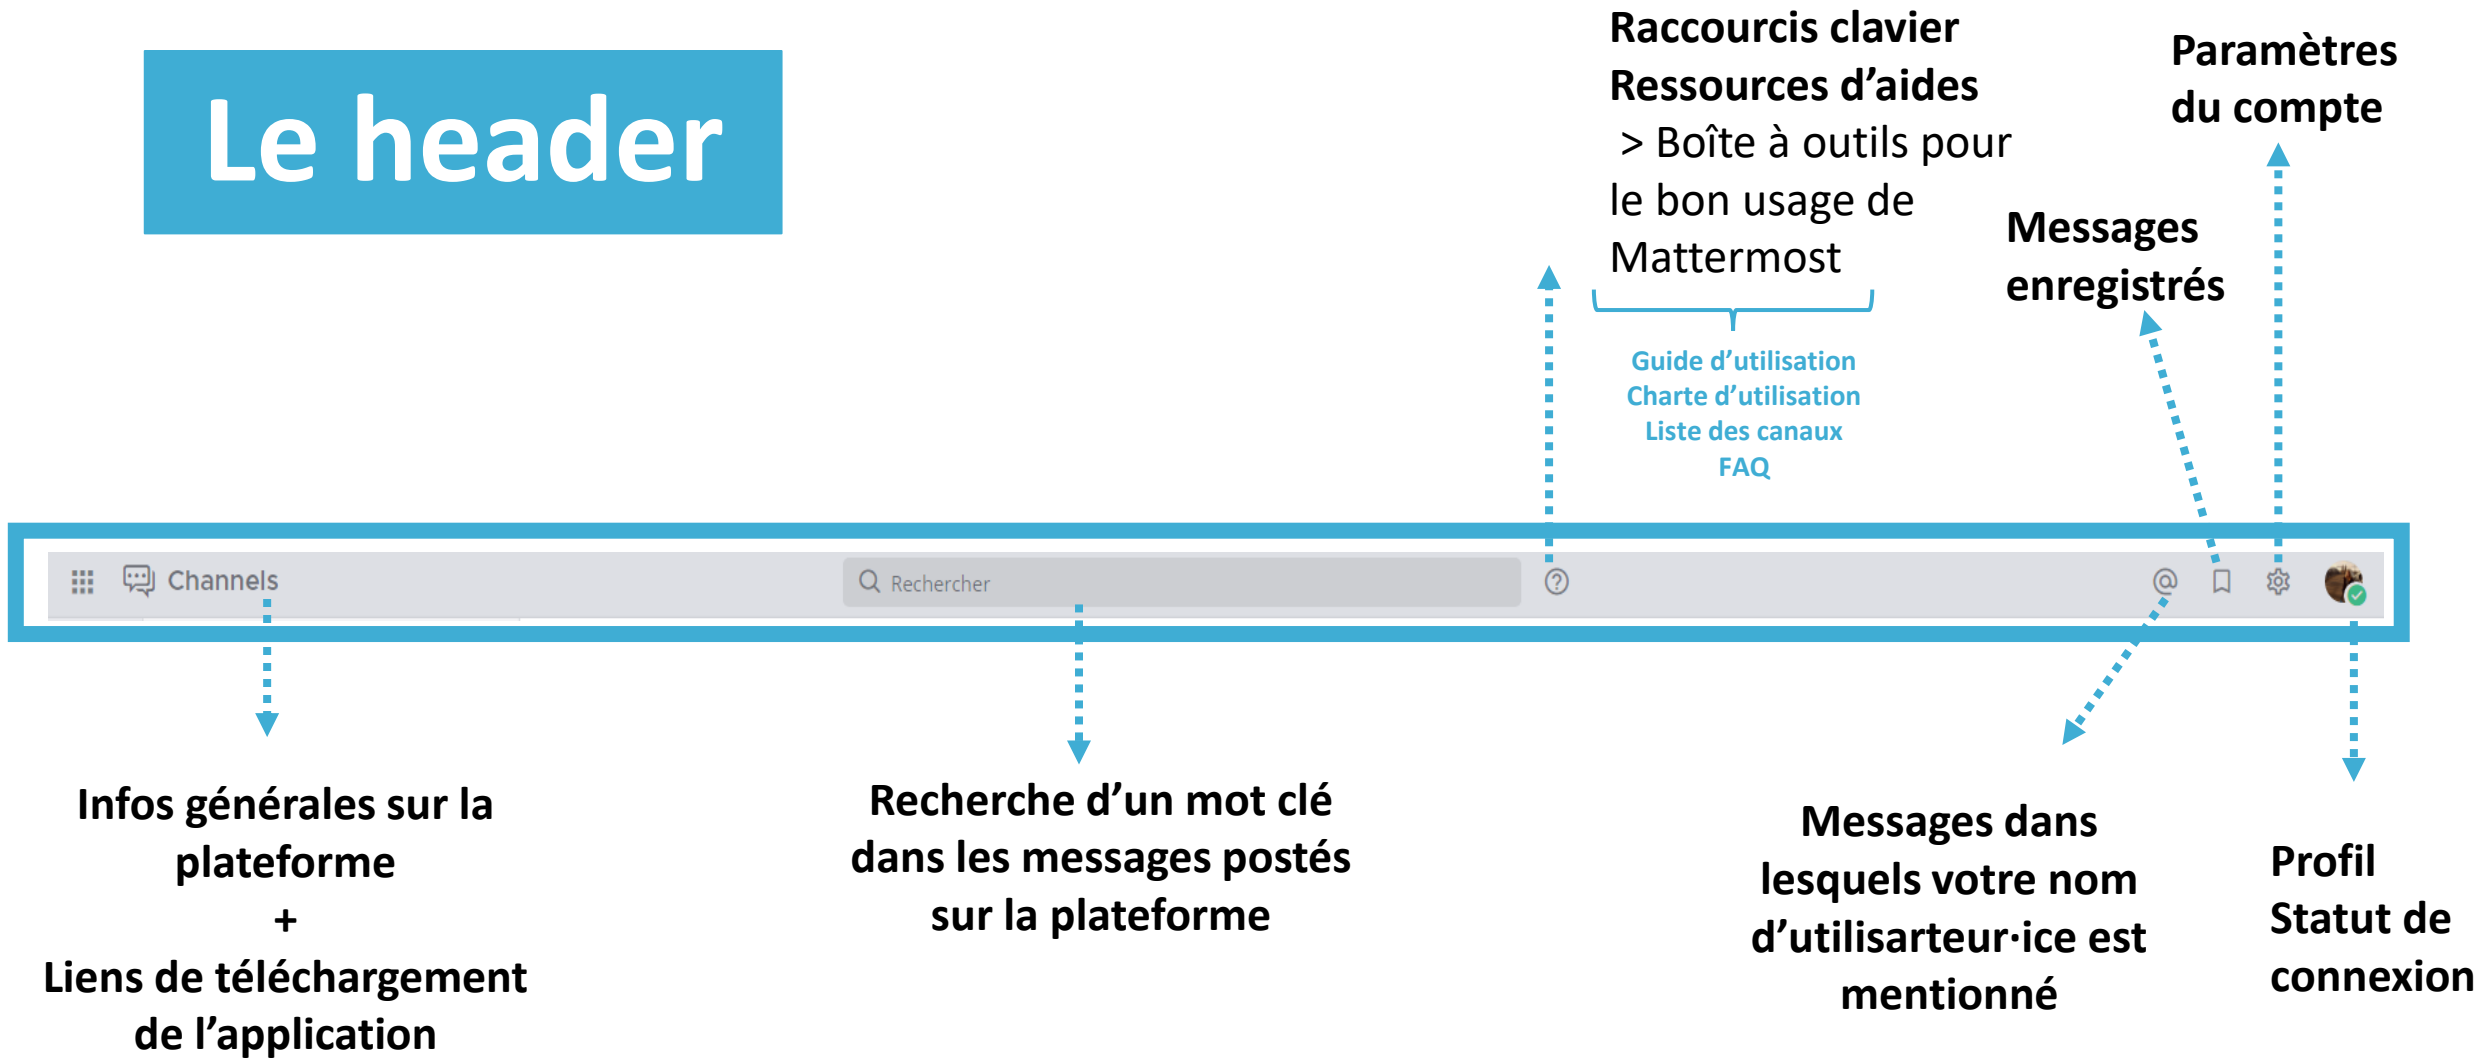 Le header
Raccourcis clavier
Ressources d’aides
> Boîte à outils pour
le bon usage de
Mattermost
Guide d’utilisation
Charte d’utilisation
Liste des canaux
FAQ
Messages
enregistrés
Paramètres
du compte
Channels
Rechercher
Infos générales sur la
plateforme
+
Liens de téléchargement
de l’application
Recherche d’un mot clé
dans les messages postés
sur la plateforme
Messages dans
lesquels votre nom
d’utilisarteur·ice est
mentionné
Profil
Statut de
connexion